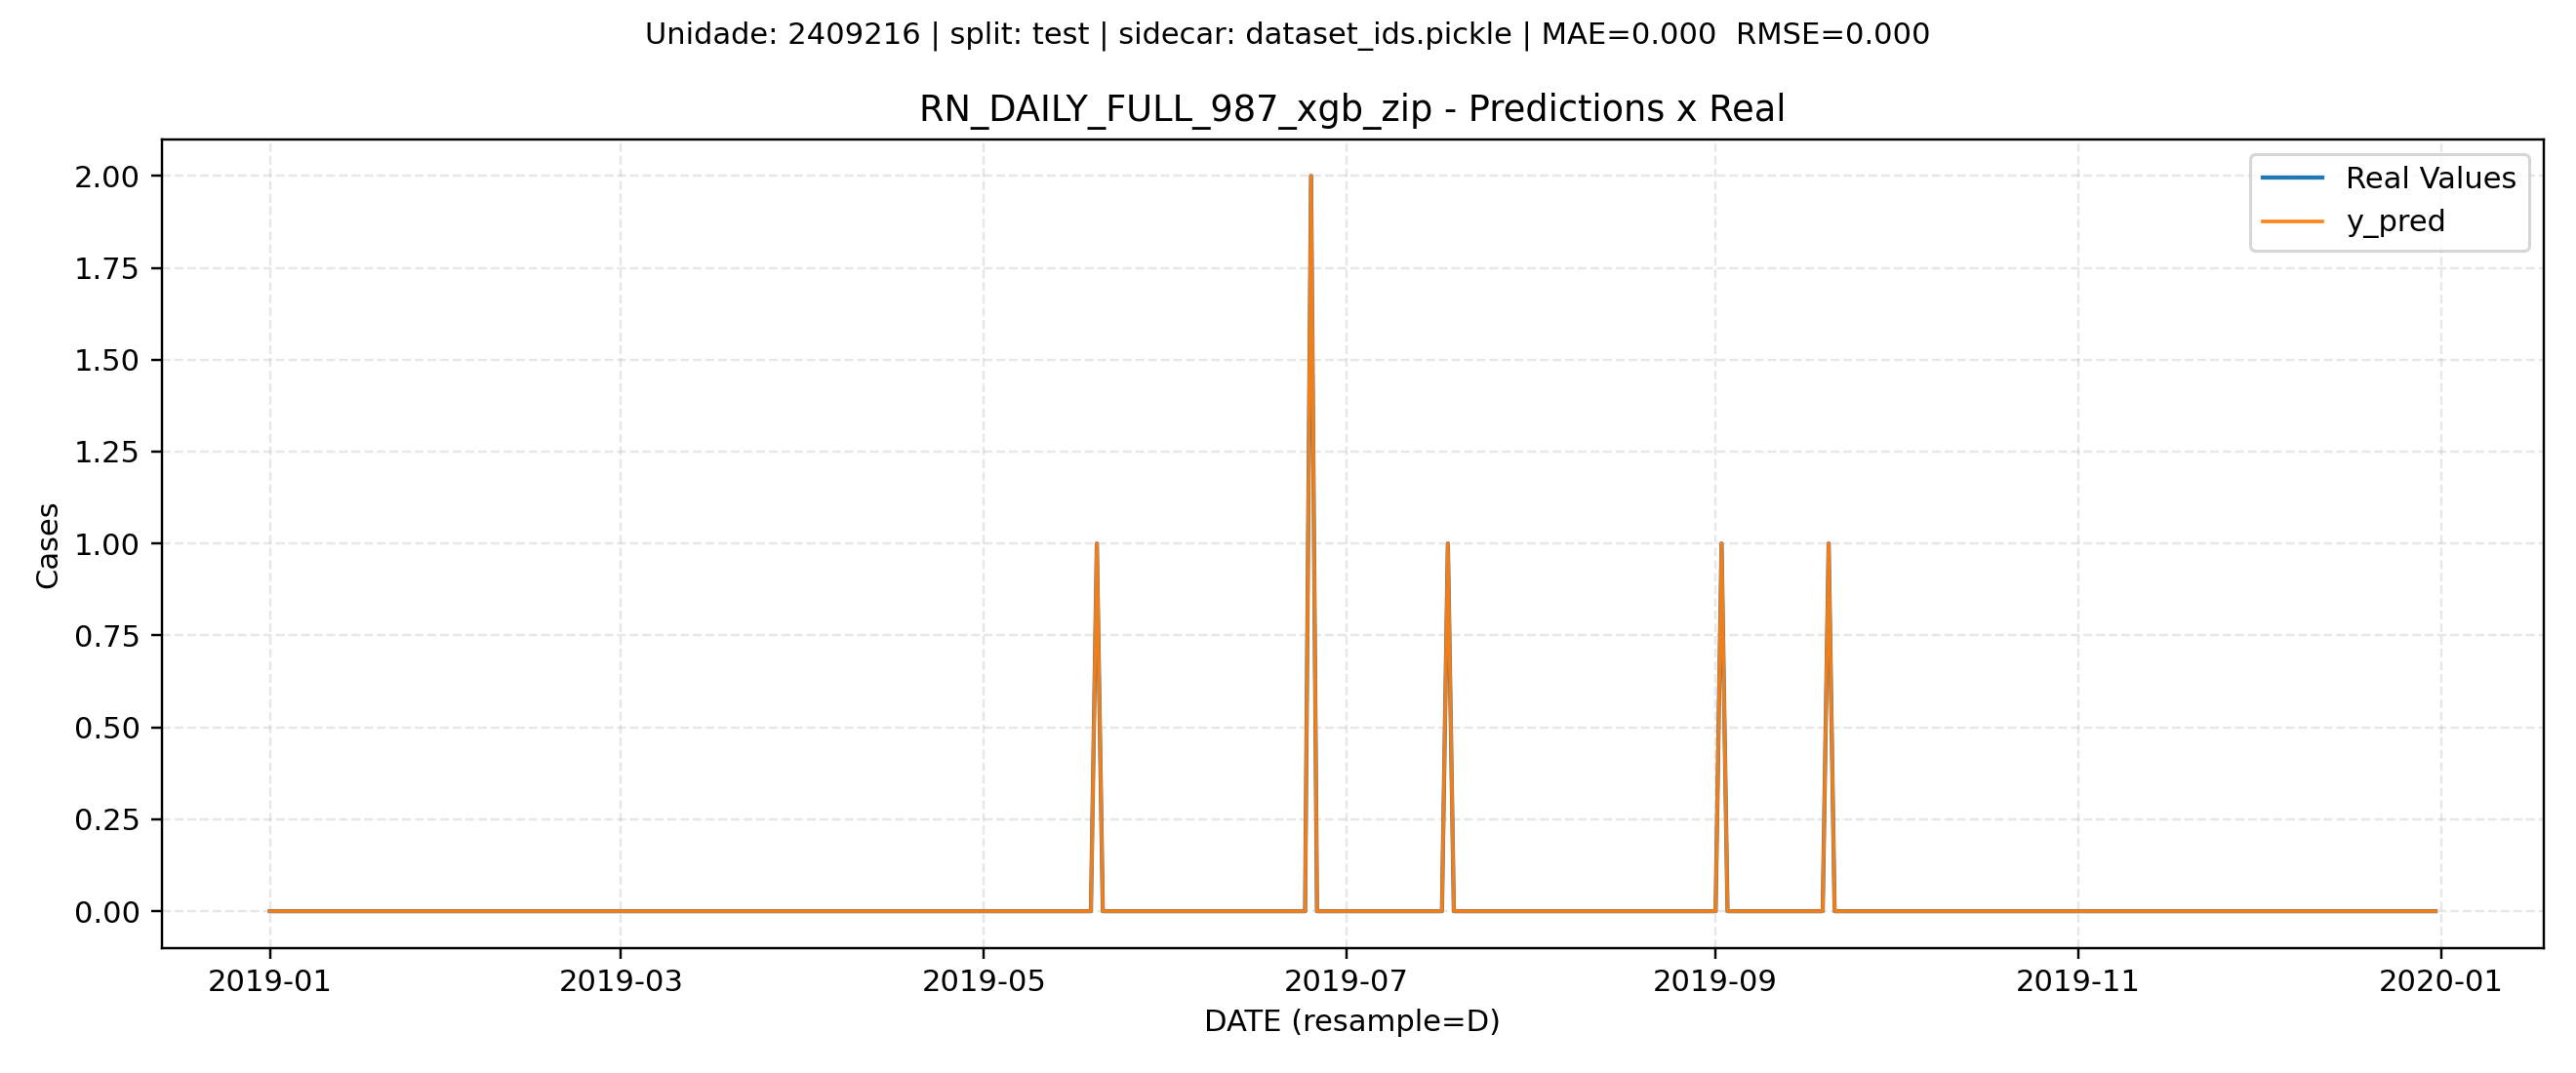 Unidade: 2409216 | split: test | sidecar: dataset_ids.pickle | MAE=0.000  RMSE=0.000
RN_DAILY_FULL_987_xgb_zip - Predictions x Real
Real Values
y_pred
2.00
1.75
1.50
1.25
1.00
0.75
0.50
0.25
0.00
Cases
2019-01
2019-03
2019-05
2019-07
2019-09
2019-11
2020-01
DATE (resample=D)